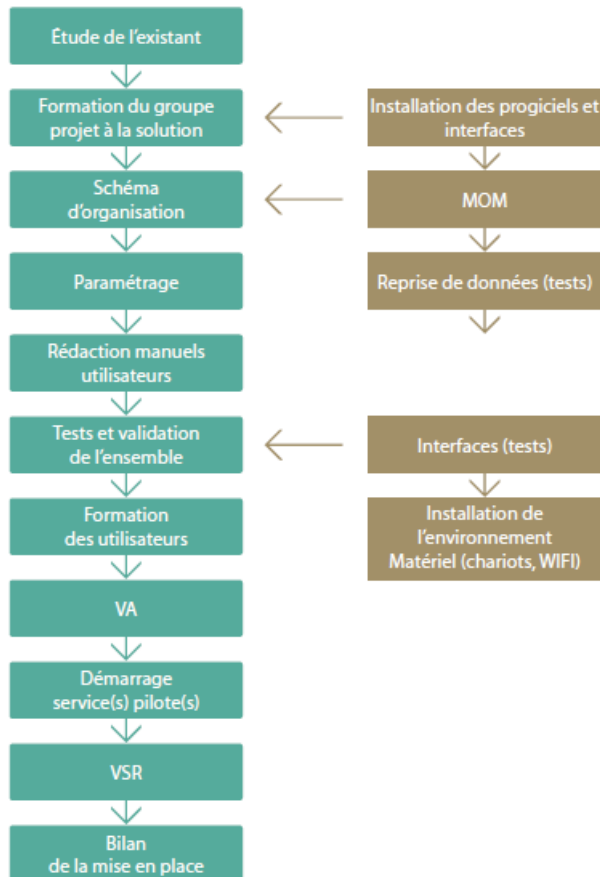 Étude de l'existant
Formation du groupe
projet à la solution
Installation des progiciels et
interfaces
Schéma
d'organisation
MOM
Paramétrage
Reprise de données (tests)
Rédaction manuels
utilisateurs
Tests et validation
de l'ensemble
Interfaces (tests)
Formation
des utilisateurs
Installation de
l'environnement
Matériel (chariots, WIFI)
VA
Démarrage
service(s) pilote(s)
VSR
Bilan
de la mise en place